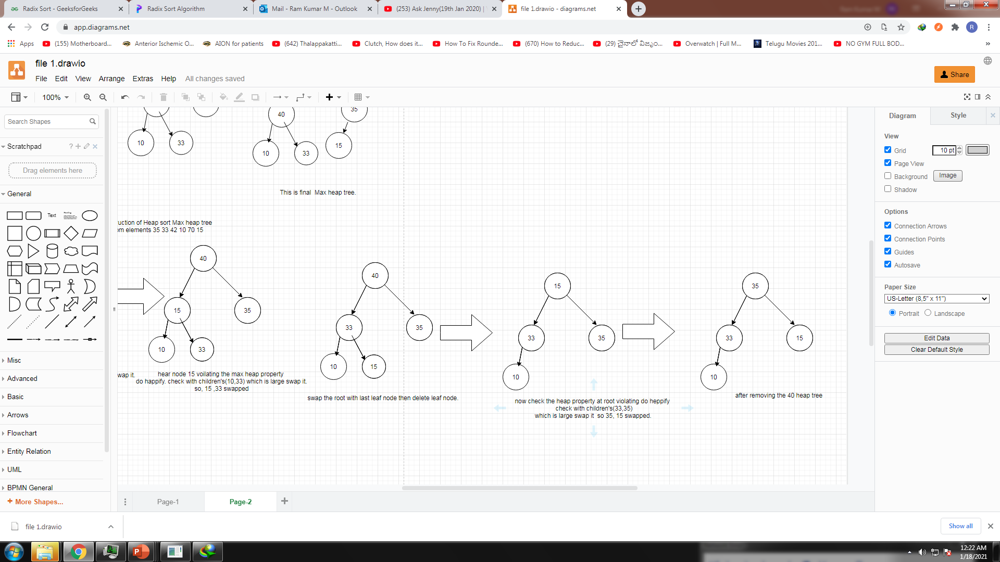 Radix Sort - GeeksforGeeks
Radix Sort Algorithm
Mail - Ram Kumar M - Outlook
(253) Ask Jenny(19th Jan 2020) |
file 1.drawio - diagrams.net
app.diagrams.net
R
Apps
(155) Motherboard...
Anterior Ischemic O...
AION for patients
(642) Thalappakatti...
Clutch, How does it...
How To Fix Rounde...
(670) How to Reduc...
(29) చైనాలో విజృం...
Overwatch | Full M...
Telugu Movies 201...
NO GYM FULL BOD...
»
file 1.drawio
File Edit View Arrange Extras Help All changes saved
Share
100%
Search Shapes
Scratchpad
?
Drag elements here
General
Text
Heading
Misc
Advanced
Basic
Arrows
Flowchart
Entity Relation
UML
BPMN General
+ More Shapes...
10
33
40
35
10
33
15
This is final Max heap tree.
ruction of Heap sort Max heap tree
om elements 35 33 42 10 70 15
40
15
35
10
33
wap it.
hear node 15 voilating the max heap property
do happify. check with children's(10,33) which is large swap it.
so, 15 ,33 swapped
40
33
35
10
15
swap the root with last leaf node then delete leaf node.
15
33
35
10
now check the heap property at root violating do heppify
check with children's(33,35)
which is large swap it so 35, 15 swapped.
35
33
15
10
after removing the 40 heap tree
Diagram
Style
View
Grid
10 pt
Page View
Background
Image
Shadow
Options
Connection Arrows
Connection Points
Guides
Autosave
Paper Size
US-Letter (8,5" x 11")
Portrait
Landscape
Edit Data
Clear Default Style
Page-1
Page-2
file 1.drawio
Show all
12:22 AM
1/18/2021